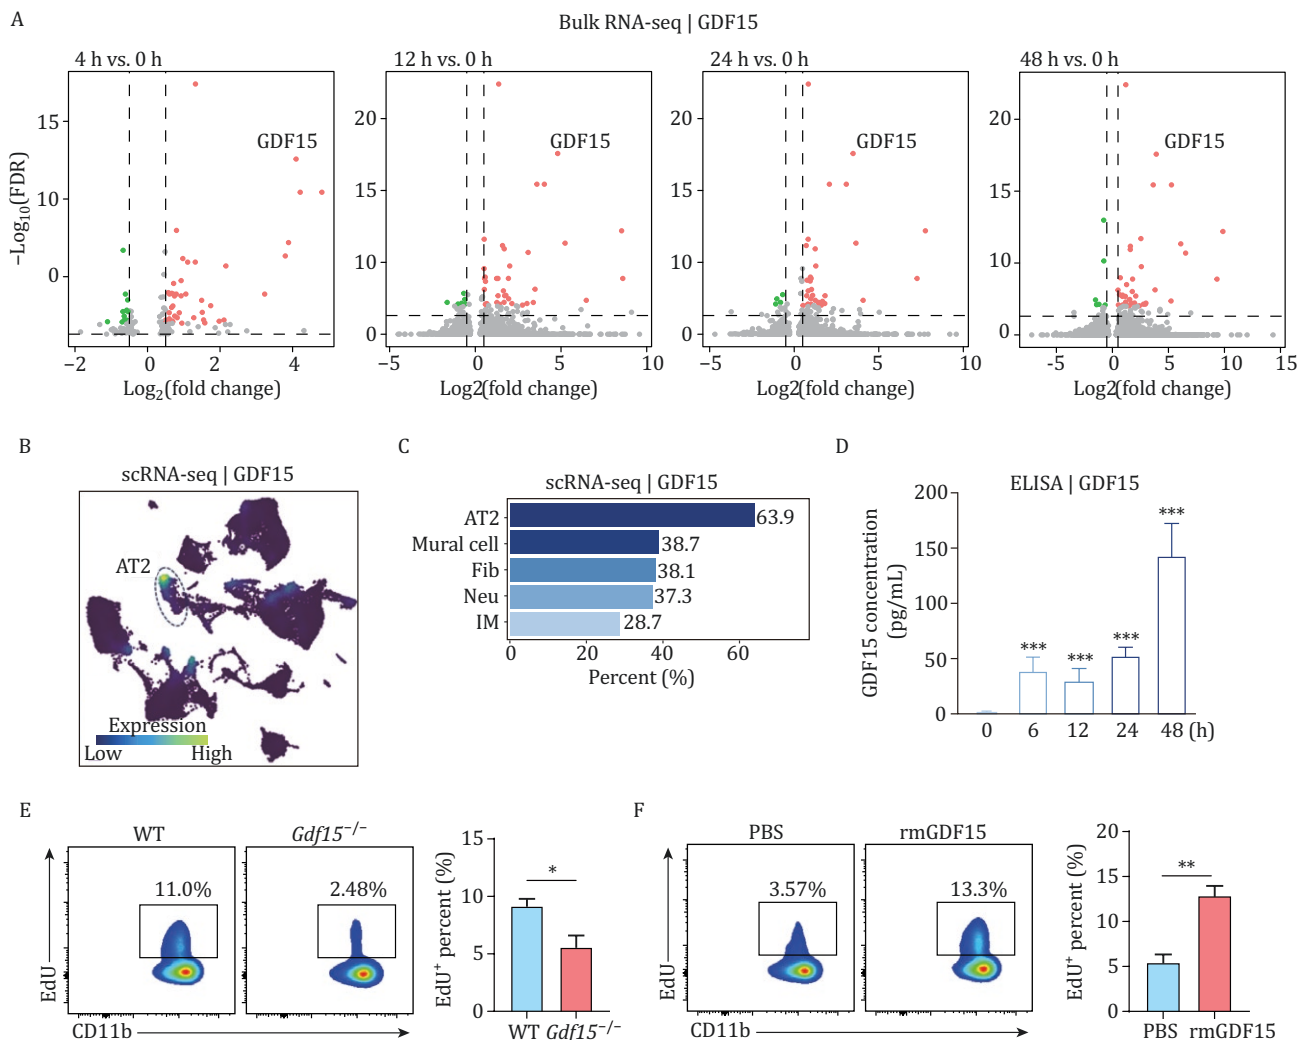 A
Bulk RNA-seq | GDF15
4 h vs. 0 h
12 h vs. 0 h
24 h vs. 0 h
48 h vs. 0 h
GDF15
GDF15
GDF15
GDF15
−Log₁₀(FDR)
15
10
0
20
15
10
0
20
15
10
0
20
15
10
0
−2 0 2 4
−5 0 5 10
−5 0 5 10
−5 0 5 10 15
Log₂(fold change)
Log2(fold change)
Log2(fold change)
Log2(fold change)
B
scRNA-seq | GDF15
AT2
Expression
Low High
C
scRNA-seq | GDF15
AT2 63.9
Mural cell 38.7
Fib 38.1
Neu 37.3
IM 28.7
0 20 40 60
Percent (%)
D
ELISA | GDF15
GDF15 concentration
(pg/mL)
200
150
100
50
0
*** *** *** ***
0 6 12 24 48 (h)
E
WT
Gdf15⁻/⁻
11.0%
2.48%
EdU
CD11b
EdU⁺ percent (%)
15
10
5
0
*
WT Gdf15⁻/⁻
F
PBS
rmGDF15
3.57%
13.3%
EdU
CD11b
EdU⁺ percent (%)
20
15
10
5
0
**
PBS rmGDF15